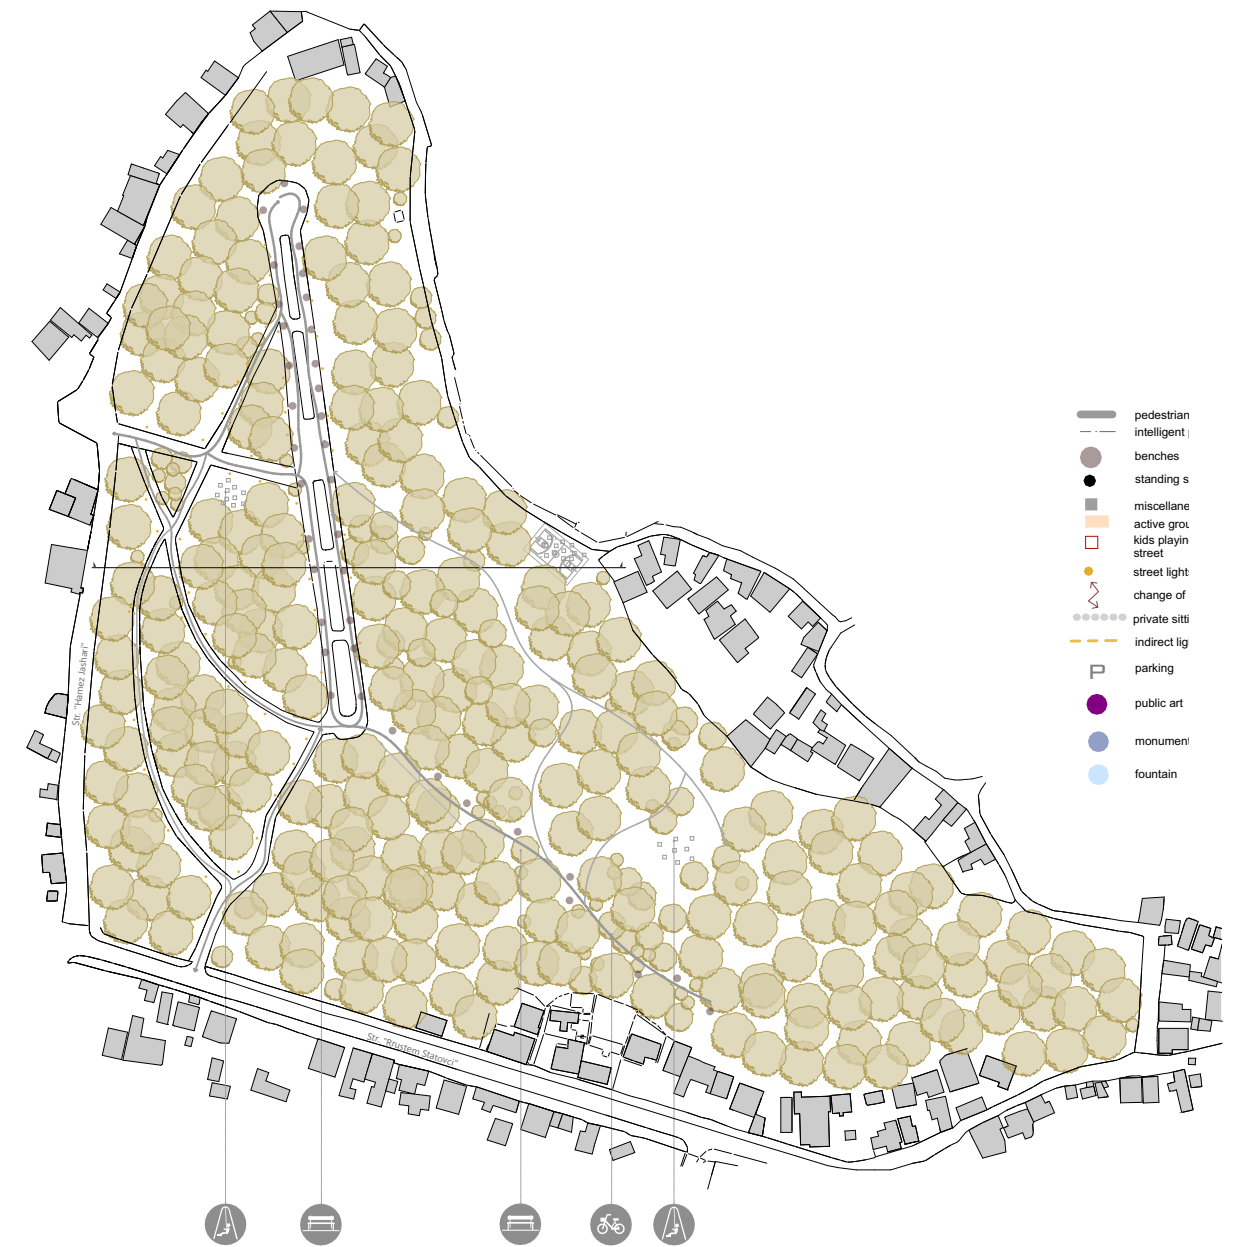 pedestrian
intelligent
benches
standing s
miscellane
active grou
kids playin
street
street light
change of
private sitti
indirect lig
parking
public art
monument
fountain
Str. "Hamez Jashari"
Str. "Rrustem Statovci"